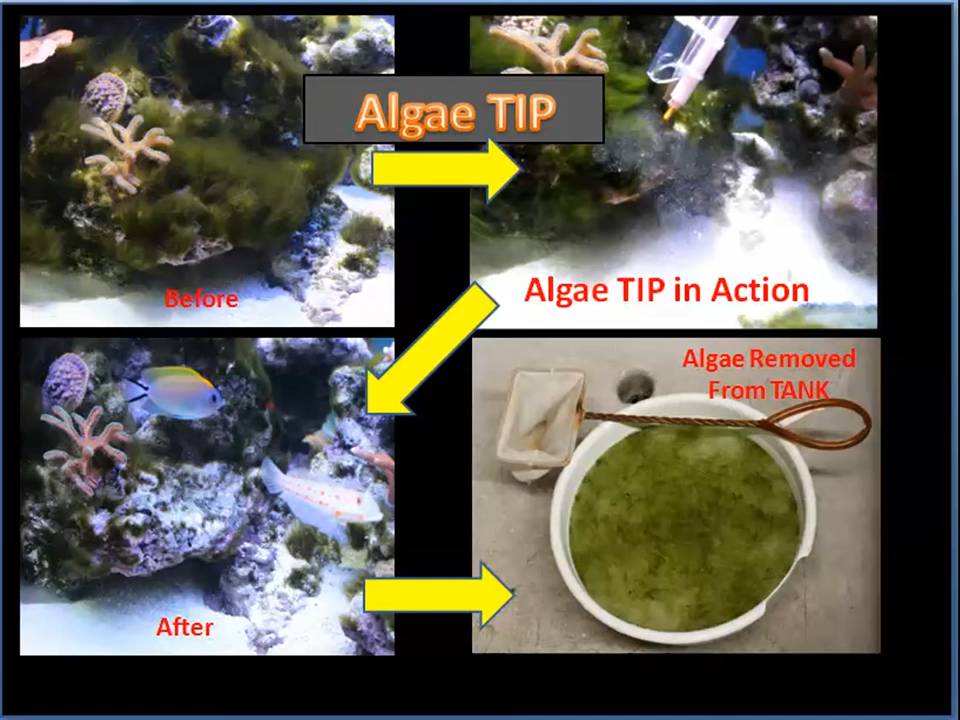 Algae TIP
Before
Algae TIP in Action
After
Algae Removed
From TANK